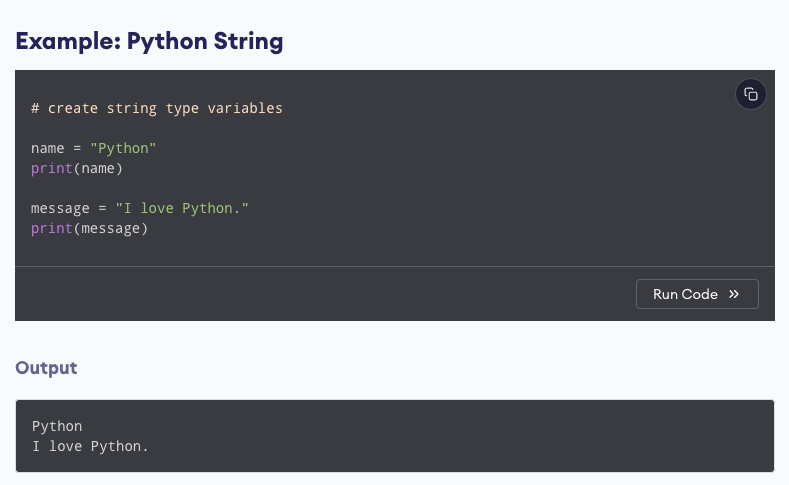 Example: Python String
# create string type variables
name = "Python"
print(name)
message = "I love Python."
print(message)
Run Code »
Output
Python
I love Python.